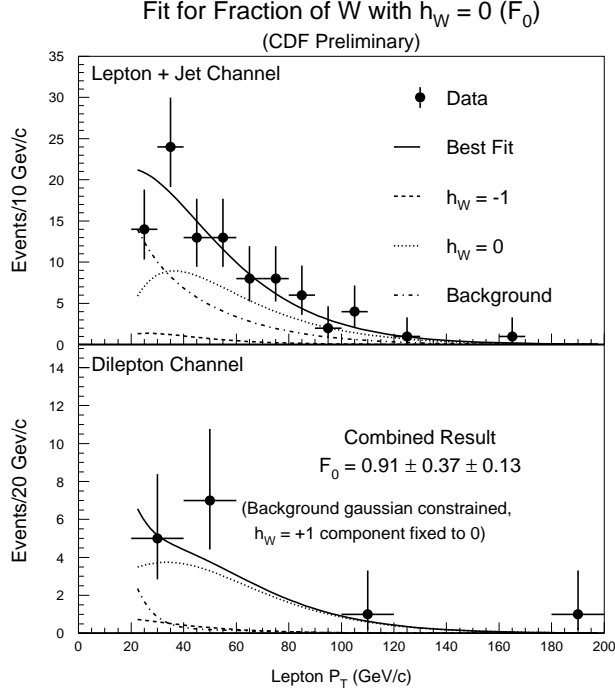 Fit for Fraction of W with h_W = 0 (F_0)
(CDF Preliminary)
Lepton + Jet Channel
Data
Best Fit
h_W = -1
h_W = 0
Background
Events/10 Gev/c
35
30
25
20
15
10
5
0
Dilepton Channel
Combined Result
F_0 = 0.91 ± 0.37 ± 0.13
(Background gaussian constrained,
h_W = +1 component fixed to 0)
Events/20 Gev/c
14
12
10
8
6
4
2
0
0 20 40 60 80 100 120 140 160 180 200
Lepton P_T (GeV/c)